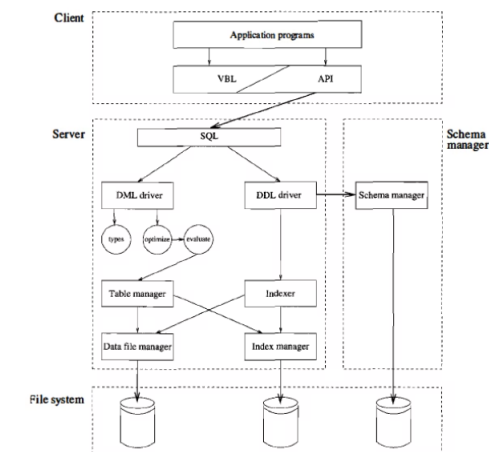 Client
Application programs
VBL
API
Server
SQL
Schema
manager
DML driver
DDL driver
Schema manager
types
optimize
evaluate
Table manager
Indexer
Data file manager
Index manager
File system